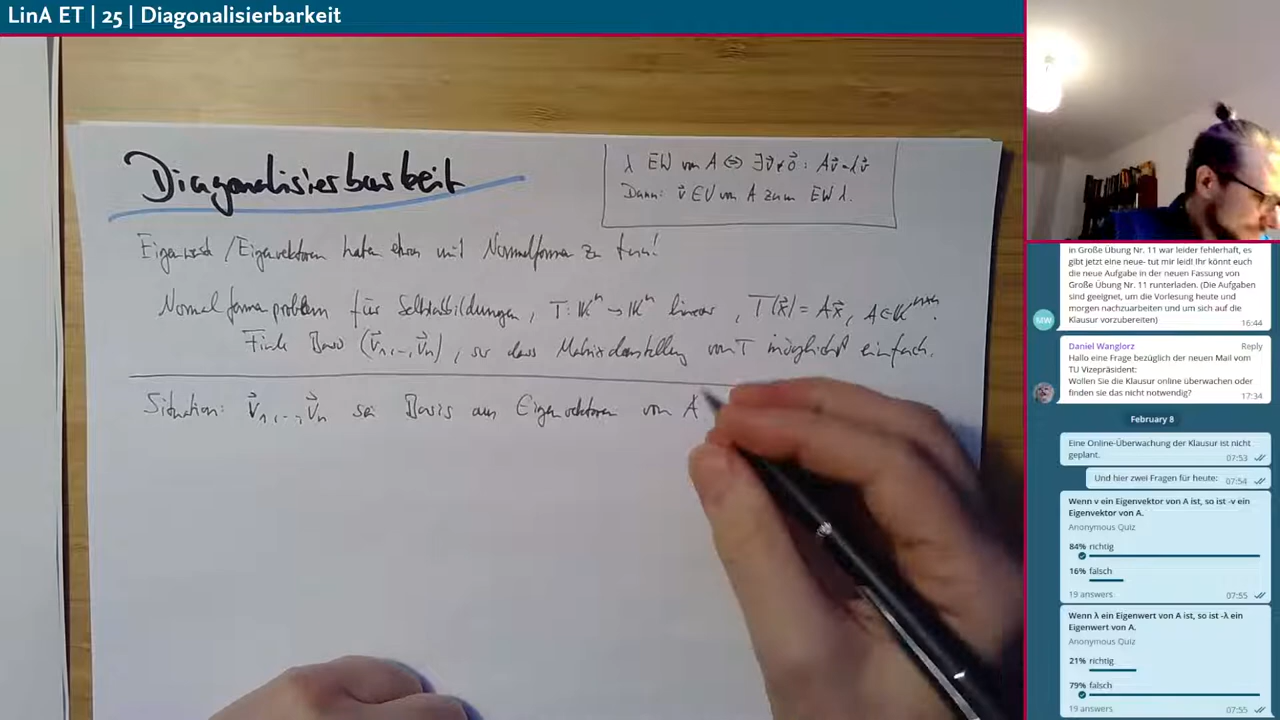 LinA ET | 25 | Diagonalisierbarkeit
Diagonalisierbarkeit
λ EW von A ⇔ ∃v⃗≠o⃗ : Av⃗=λv⃗
Dann: v⃗ EV von A zum EW λ.
Eigenwerte/Eigenvektoren haben etwas mit Normalformen zu tun!
Normalformenproblem für Selbstabbildungen, T: 𝕂ⁿ → 𝕂ⁿ linear, T(x⃗) = Ax⃗, A∈𝕂ⁿˣⁿ.
Finde Basis (v⃗₁,..,v⃗ₙ), so dass Matrixdarstellung von T möglichst einfach.
Situation: v⃗₁,..,v⃗ₙ sei Basis aus Eigenvektoren von A
in Große Übung Nr. 11 war leider fehlerhaft, es
gibt jetzt eine neue- tut mir leid! Ihr könnt euch
die neue Aufgabe in der neuen Fassung von
Große Übung Nr. 11 runterladen. (Die Aufgaben
sind geeignet, um die Vorlesung heute und
morgen nachzuarbeiten und um sich auf die
Klausur vorzubereiten)
MW
16:44
Daniel Wanglorz Reply
Hallo eine Frage bezüglich der neuen Mail vom
TU Vizepräsident:
Wollen Sie die Klausur online überwachen oder
finden sie das nicht notwendig?
17:34
February 8
Eine Online-Überwachung der Klausur ist nicht
geplant.
07:53
Und hier zwei Fragen für heute: 07:54
Wenn v ein Eigenvektor von A ist, so ist -v ein
Eigenvektor von A.
Anonymous Quiz
84% richtig
16% falsch
19 answers 07:55
Wenn λ ein Eigenwert von A ist, so ist -λ ein
Eigenwert von A.
Anonymous Quiz
21% richtig
79% falsch
19 answers 07:55